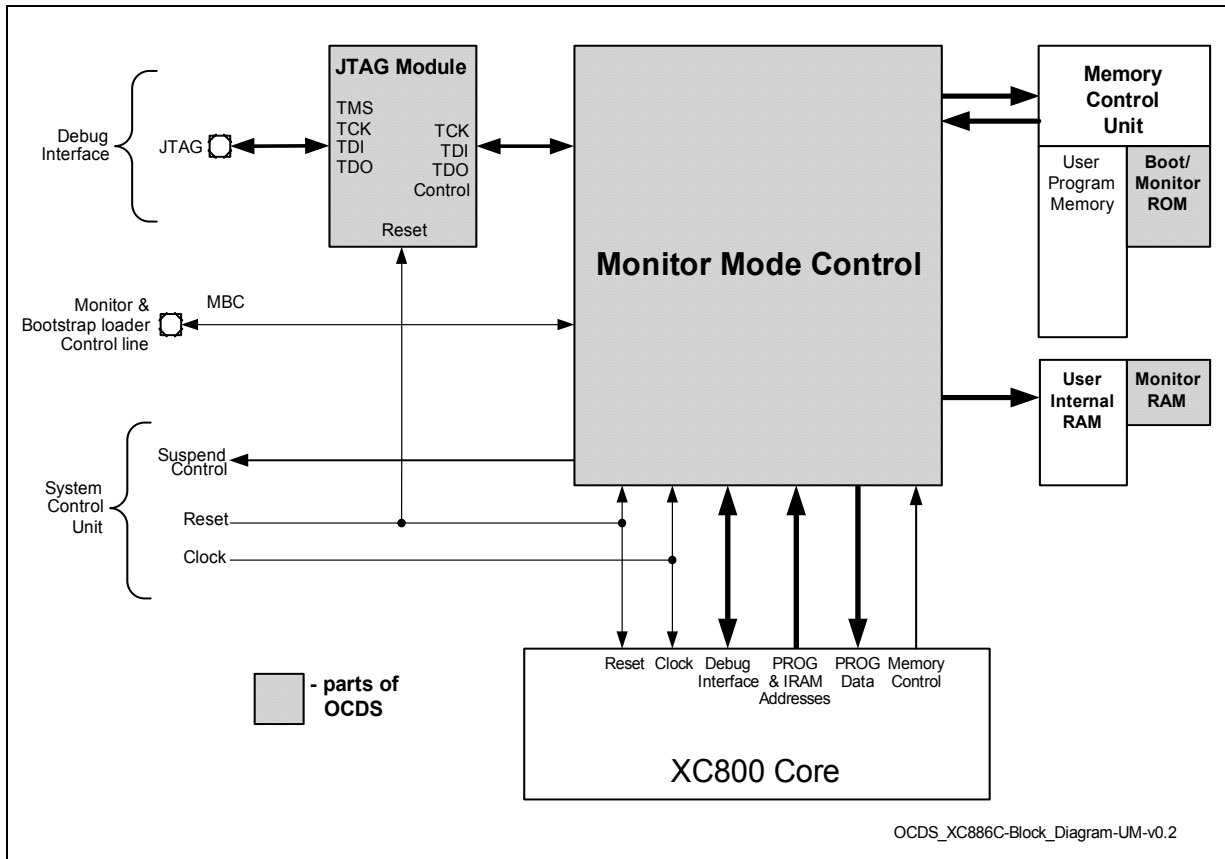 JTAG Module
TMS
TCK
TDI
TDO
TCK
TDI
TDO
Control
Reset
Debug
Interface
JTAG
Monitor Mode Control
Memory
Control
Unit
User
Program
Memory
Boot/
Monitor
ROM
Monitor &
Bootstrap loader
Control line
MBC
User
Internal
RAM
Monitor
RAM
System
Control
Unit
Suspend
Control
Reset
Clock
Reset
Clock
Debug
Interface
PROG
& IRAM
Addresses
PROG
Data
Memory
Control
XC800 Core
- parts of
OCDS
OCDS_XC886C-Block_Diagram-UM-v0.2